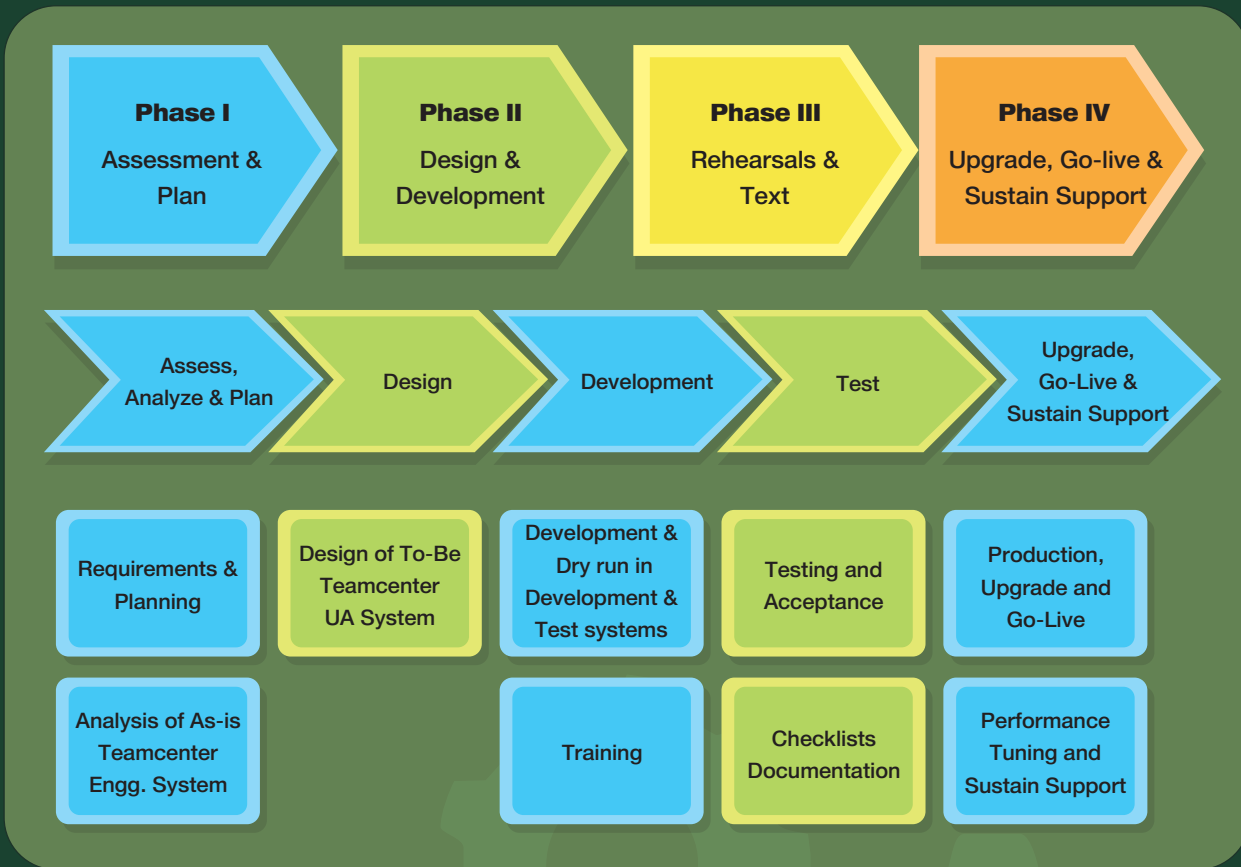 Phase I
Assessment &
Plan
Phase II
Design &
Development
Phase III
Rehearsals &
Text
Phase IV
Upgrade, Go-live &
Sustain Support
Assess,
Analyze & Plan
Design
Development
Test
Upgrade,
Go-Live &
Sustain Support
Requirements &
Planning
Design of To-Be
Teamcenter
UA System
Development &
Dry run in
Development &
Test systems
Testing and
Acceptance
Production,
Upgrade and
Go-Live
Analysis of As-is
Teamcenter
Engg. System
Training
Checklists
Documentation
Performance
Tuning and
Sustain Support